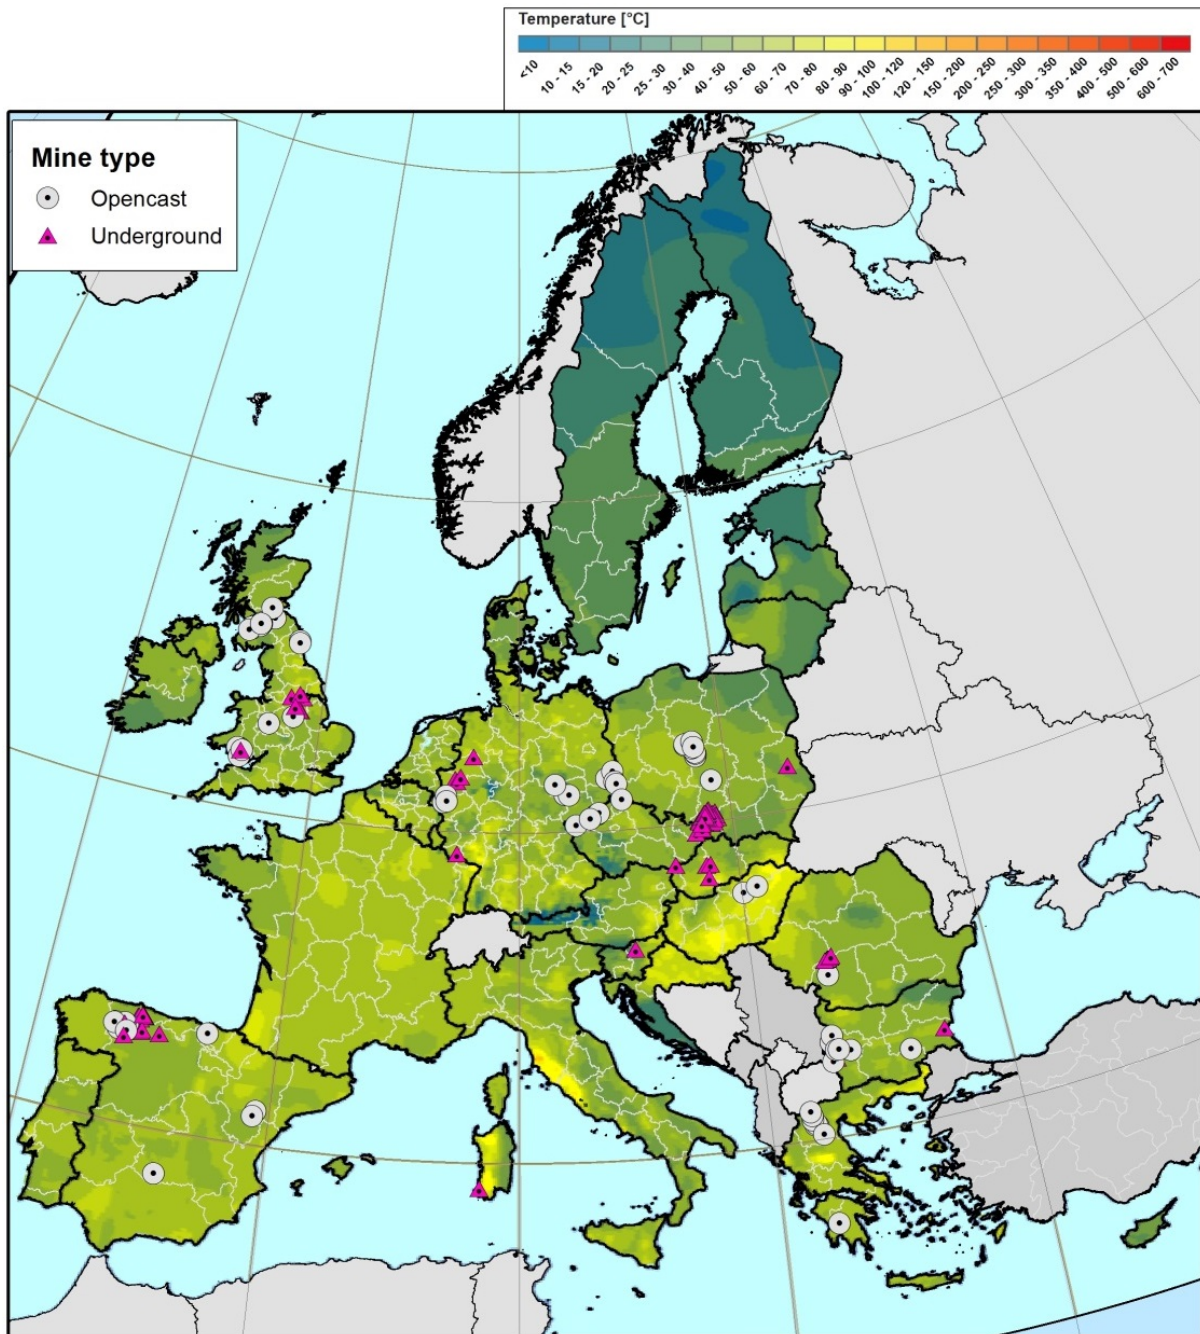 Temperature [°C]
<10
10 - 15
15 - 20
20 - 25
25 - 30
30 - 40
40 - 50
50 - 60
60 - 70
70 - 80
80 - 90
90 - 100
100 - 120
120 - 150
150 - 200
200 - 250
250 - 300
300 - 350
350 - 400
400 - 500
500 - 600
600 - 700
Mine type
Opencast
Underground